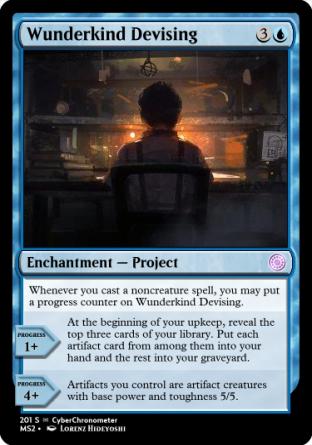 Wunderkind Devising 3
Enchantment — Project
Whenever you cast a noncreature spell, you may put
a progress counter on Wunderkind Devising.
PROGRESS
1+
At the beginning of your upkeep, reveal the
top three cards of your library. Put each
artifact card from among them into your
hand and the rest into your graveyard.
PROGRESS
4+
Artifacts you control are artifact creatures
with base power and toughness 5/5.
201 S CyberChronometer
MS2 • Lorenz Hideyoshi